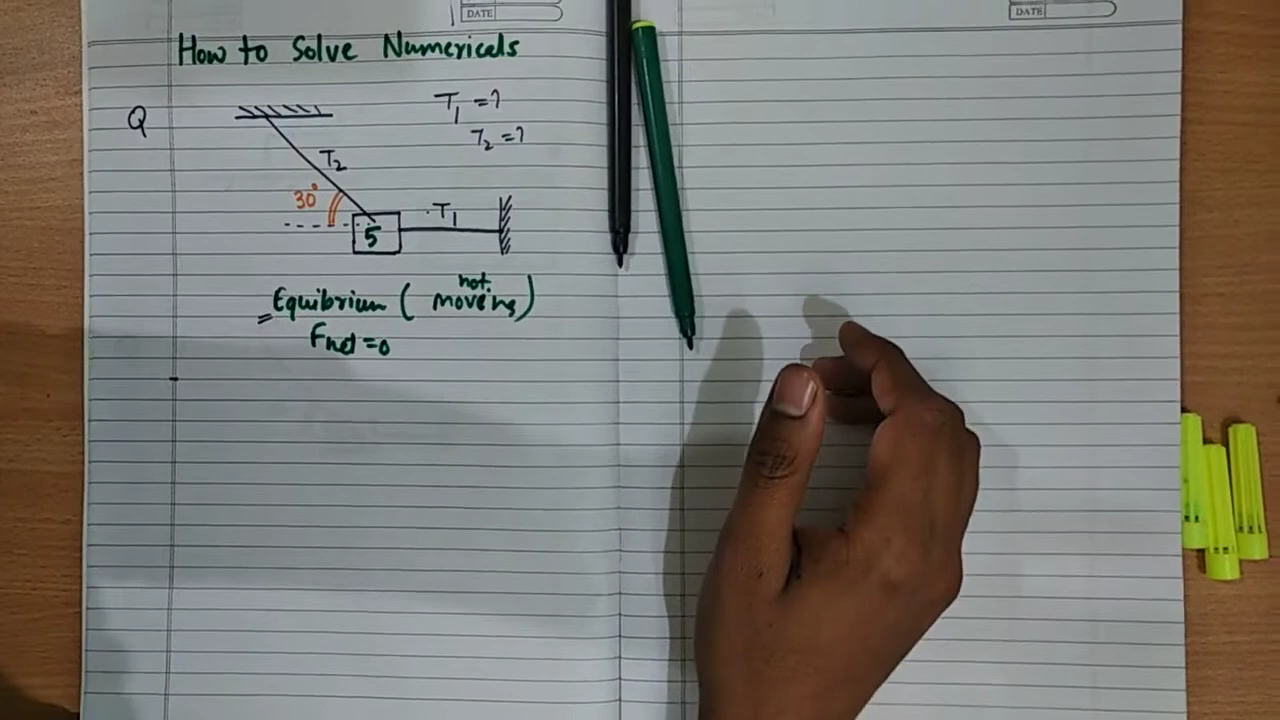 DATE
DATE
How to Solve Numericals
Q
T1 =?
T2 =?
T2
30°
T1
5
= Equibrium ( not moving)
Fnet =0